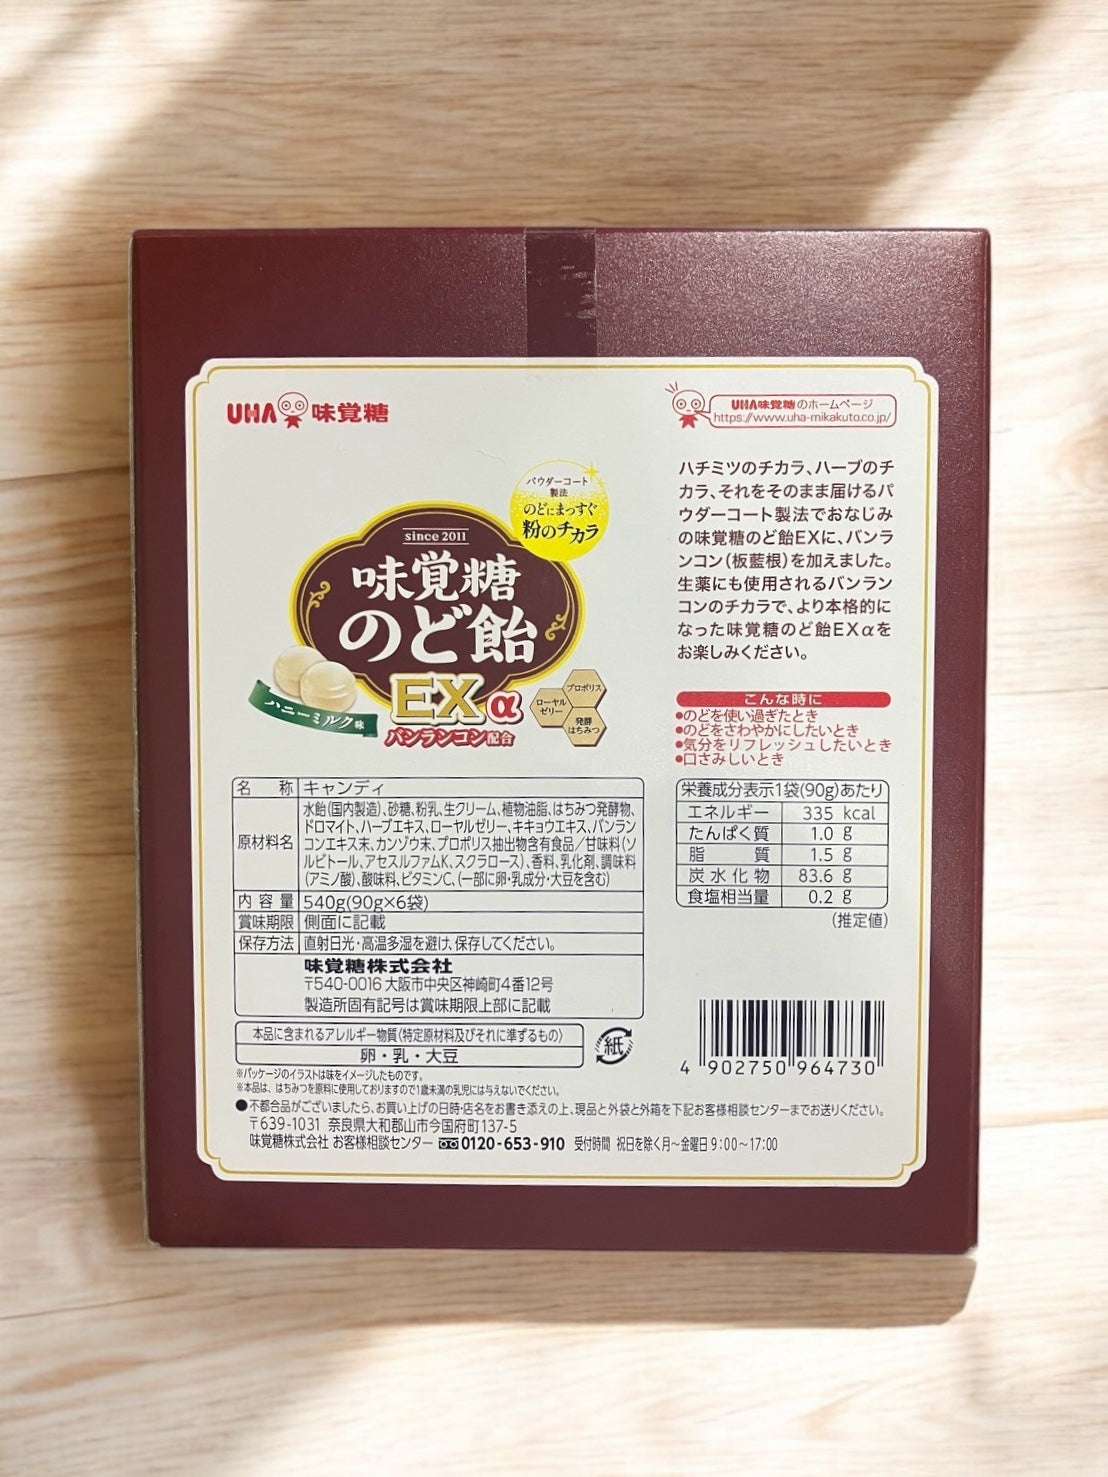 UHA 味覚糖
UHA味覚糖のホームページ
https://www.uha-mikakuto.co.jp/
パウダーコート
製法
のどにまっすぐ
粉のチカラ
since 2011
味覚糖
のど飴
EXα
バンランコン配合
ハニーミルク味
プロポリス
ローヤル
ゼリー
発酵
はちみつ
ハチミツのチカラ、ハーブのチ
カラ、それをそのまま届けるパ
ウダーコート製法でおなじみ
の味覚糖のど飴EXに、バンラ
ンコン(板藍根)を加えました。
生薬にも使用されるバンラン
コンのチカラで、より本格的に
なった味覚糖のど飴EXαを
お楽しみください。
こんな時に
●のどを使い過ぎたとき
●のどをさわやかにしたいとき
●気分をリフレッシュしたいとき
●口さみしいとき
名 称 キャンディ
原材料名 水飴(国内製造)、砂糖、粉乳、生クリーム、植物油脂、はちみつ発酵物、
ドロマイト、ハーブエキス、ローヤルゼリー、キキョウエキス、バンラン
コンエキス末、カンゾウ末、プロポリス抽出物含有食品／甘味料(ソ
ルビトール、アセスルファムK、スクラロース)、香料、乳化剤、調味料
(アミノ酸)、酸味料、ビタミンC、(一部に卵・乳成分・大豆を含む)
内 容 量 540g(90g×6袋)
賞味期限 側面に記載
保存方法 直射日光・高温多湿を避け、保存してください。
味覚糖株式会社
〒540-0016 大阪市中央区神崎町4番12号
製造所固有記号は賞味期限上部に記載
栄養成分表示1袋(90g)あたり
エネルギー 335 kcal
たんぱく質 1.0 g
脂 質 1.5 g
炭水化物 83.6 g
食塩相当量 0.2 g
(推定値)
本品に含まれるアレルギー物質(特定原材料及びそれに準ずるもの)
卵・乳・大豆
紙
4 902750 964730
※パッケージのイラストは味をイメージしたものです。
※本品は、はちみつを原料に使用しておりますので1歳未満の乳児には与えないでください。
●不都合品がございましたら、お買い上げの日時・店名をお書き添えの上、現品と外袋と外箱を下記お客様相談センターまでお送りください。
〒639-1031 奈良県大和郡山市今国府町137-5
味覚糖株式会社 お客様相談センター 0120-653-910 受付時間 祝日を除く月～金曜日 9：00～17：00